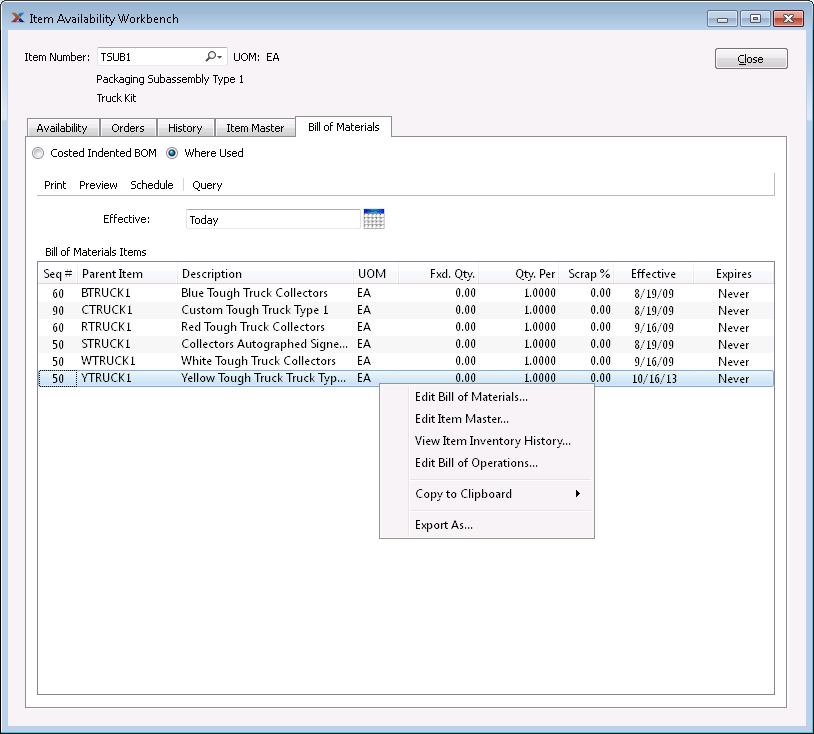 Item Availability Workbench
Item Number: TSUB1 UOM: EA
Close
Packaging Subassembly Type 1
Truck Kit
Availability Orders History Item Master Bill of Materials
Costed Indented BOM Where Used
Print Preview Schedule Query
Effective: Today
Bill of Materials Items
Seq # Parent Item Description UOM Fxd. Qty. Qty. Per Scrap % Effective Expires
60 BTRUCK1 Blue Tough Truck Collectors EA 0.00 1.0000 0.00 8/19/09 Never
90 CTRUCK1 Custom Tough Truck Type 1 EA 0.00 1.0000 0.00 8/19/09 Never
60 RTRUCK1 Red Tough Truck Collectors EA 0.00 1.0000 0.00 9/16/09 Never
50 STRUCK1 Collectors Autographed Signe... EA 0.00 1.0000 0.00 8/19/09 Never
50 WTRUCK1 White Tough Truck Collectors EA 0.00 1.0000 0.00 9/16/09 Never
50 YTRUCK1 Yellow Tough Truck Truck Typ... EA 0.00 1.0000 0.00 10/16/13 Never
Edit Bill of Materials...
Edit Item Master...
View Item Inventory History...
Edit Bill of Operations...
Copy to Clipboard
Export As...